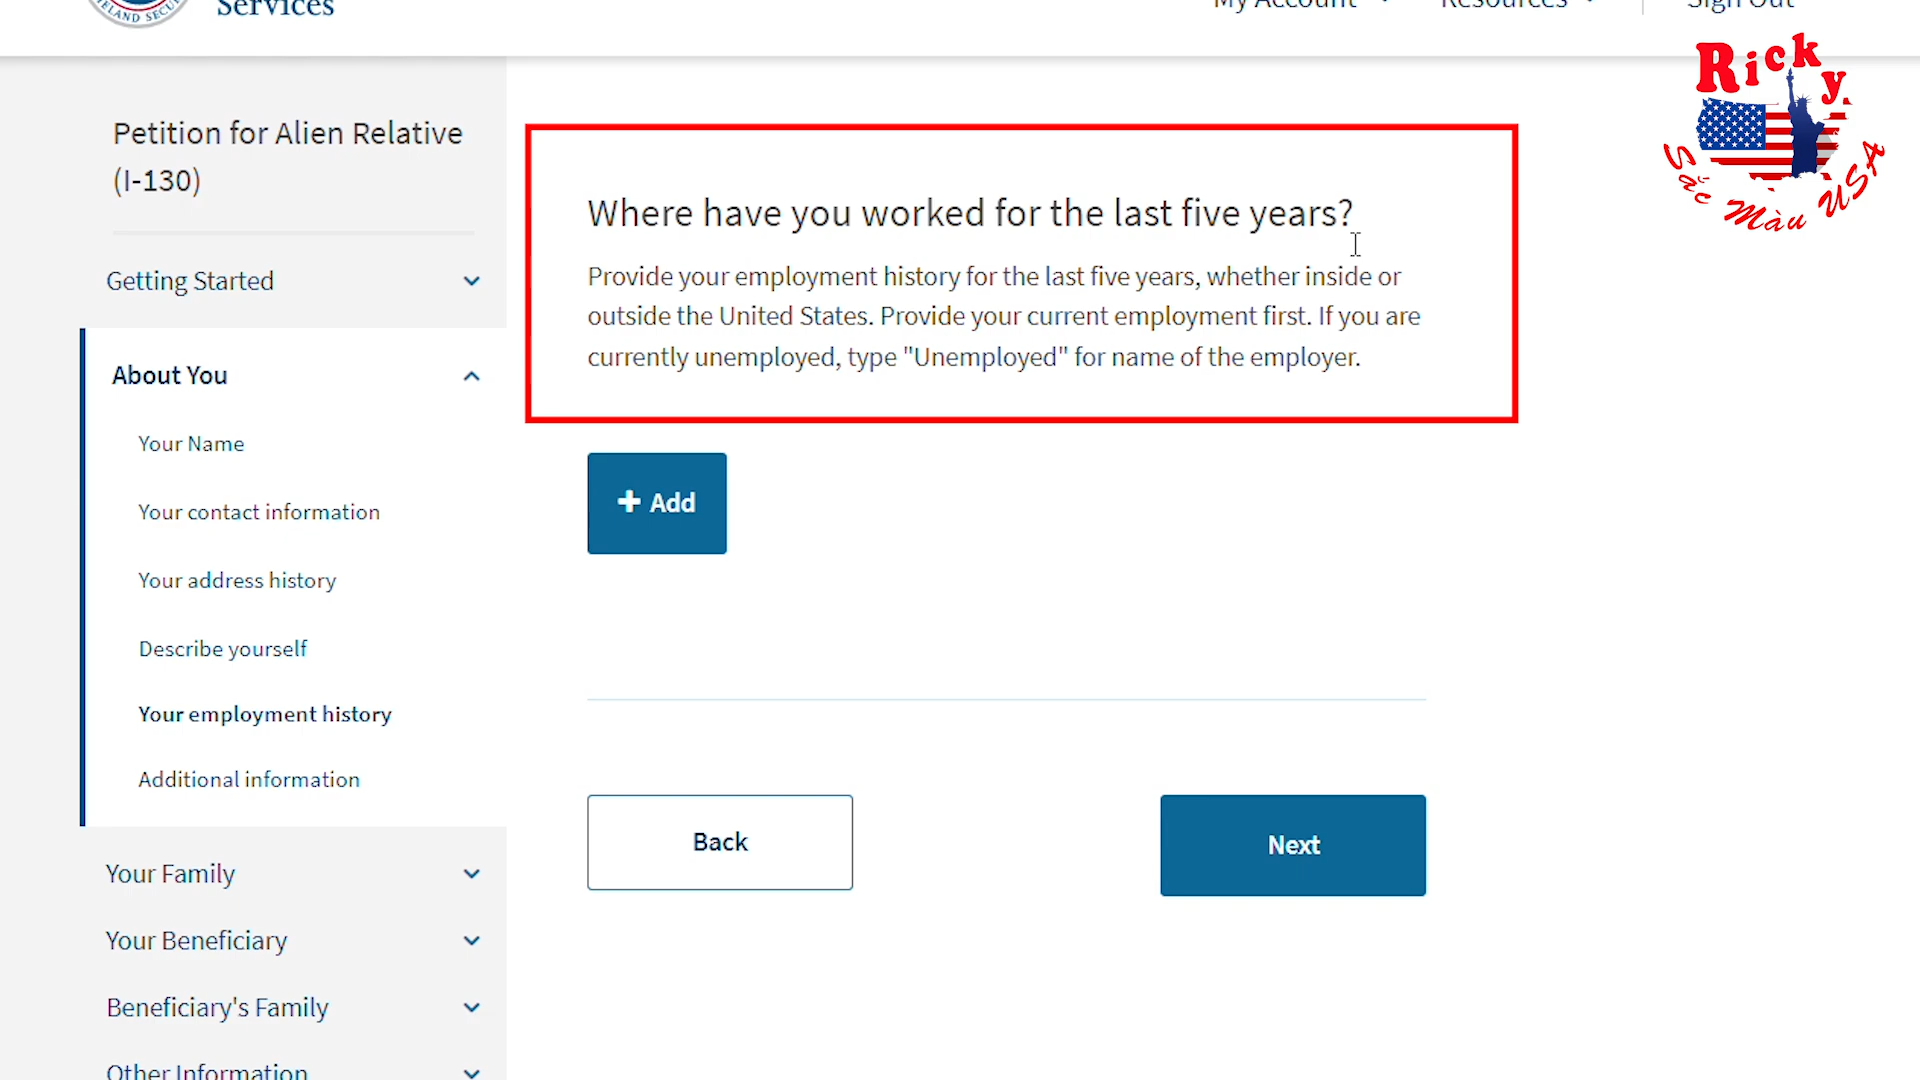 Services
My Account
Resources
Sign Out
Ricky
Sắc Màu USA
Petition for Alien Relative
(I-130)
Getting Started
About You
Your Name
Your contact information
Your address history
Describe yourself
Your employment history
Additional information
Your Family
Your Beneficiary
Beneficiary's Family
Other Information
Where have you worked for the last five years?
Provide your employment history for the last five years, whether inside or
outside the United States. Provide your current employment first. If you are
currently unemployed, type "Unemployed" for name of the employer.
+ Add
Back
Next